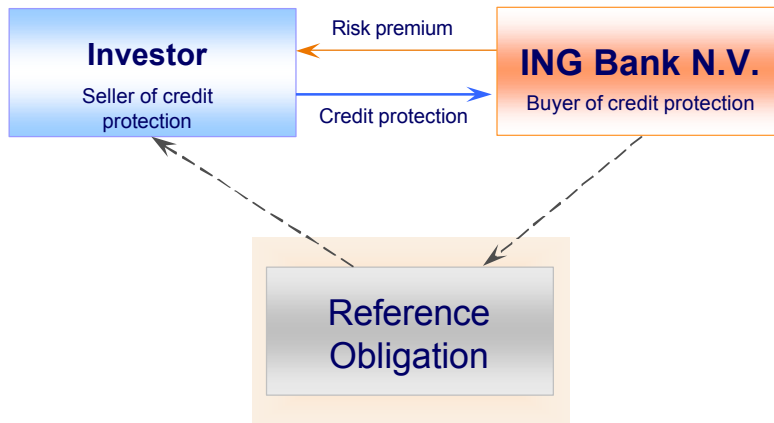 Risk premium
Investor
Seller of credit
protection
ING Bank N.V.
Buyer of credit protection
Credit protection
Reference
Obligation